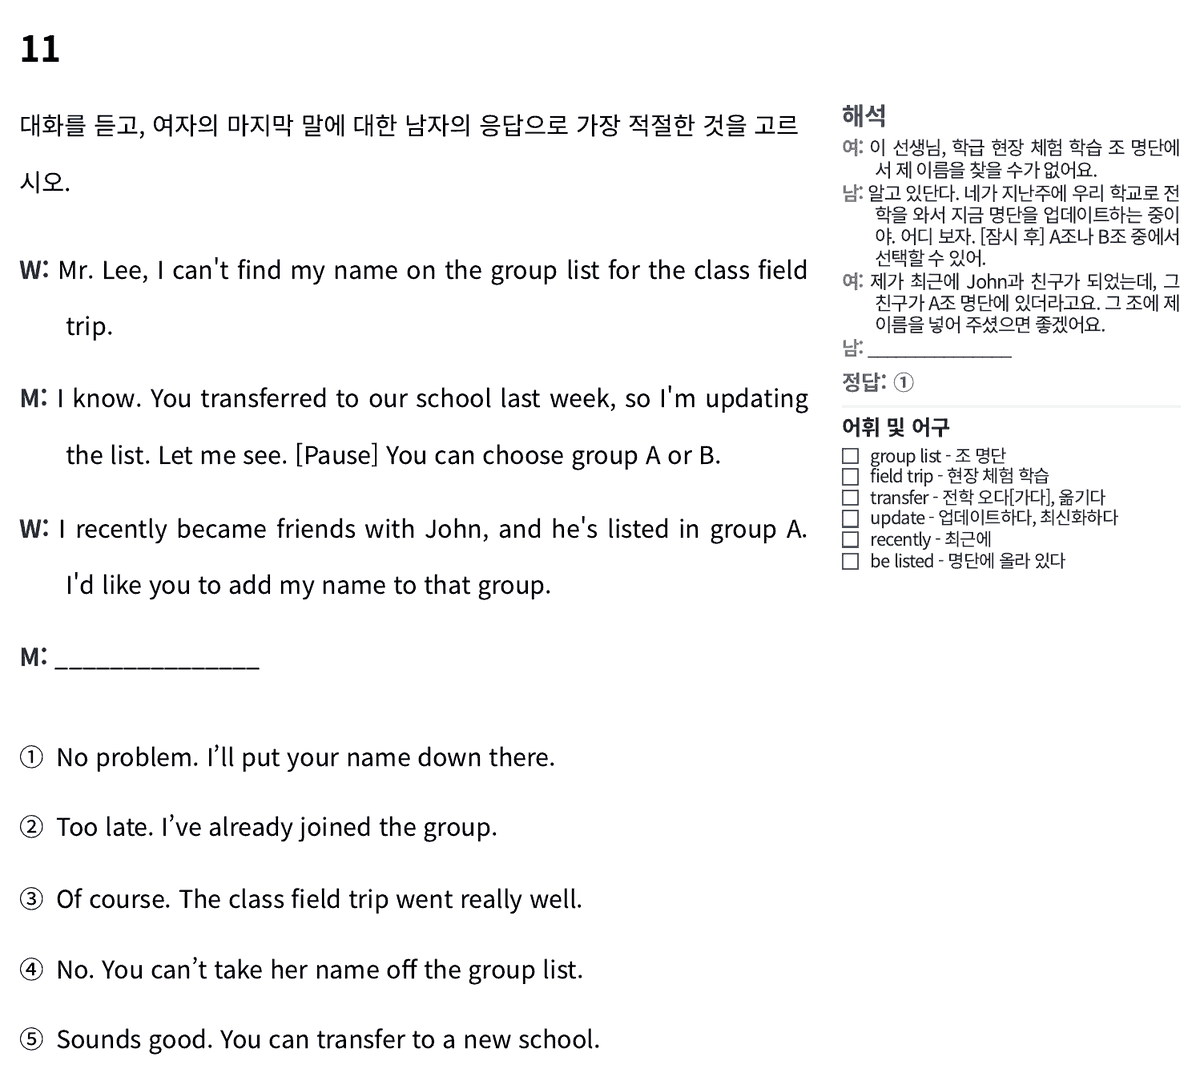 11
대화를 듣고, 여자의 마지막 말에 대한 남자의 응답으로 가장 적절한 것을 고르
시오.
W: Mr. Lee, I can't find my name on the group list for the class field
trip.
M: I know. You transferred to our school last week, so I'm updating
the list. Let me see. [Pause] You can choose group A or B.
W: I recently became friends with John, and he's listed in group A.
I'd like you to add my name to that group.
M: _______________
① No problem. I’ll put your name down there.
② Too late. I’ve already joined the group.
③ Of course. The class field trip went really well.
④ No. You can’t take her name off the group list.
⑤ Sounds good. You can transfer to a new school.
해석
여: 이 선생님, 학급 현장 체험 학습 조 명단에
서 제 이름을 찾을 수가 없어요.
남: 알고 있단다. 네가 지난주에 우리 학교로 전
학을 와서 지금 명단을 업데이트하는 중이
야. 어디 보자. [잠시 후] A조나 B조 중에서
선택할 수 있어.
여: 제가 최근에 John과 친구가 되었는데, 그
친구가 A조 명단에 있더라고요. 그 조에 제
이름을 넣어 주셨으면 좋겠어요.
남: _______________
정답: ①
어휘 및 어구
□ group list - 조 명단
□ field trip - 현장 체험 학습
□ transfer - 전학 오다[가다], 옮기다
□ update - 업데이트하다, 최신화하다
□ recently - 최근에
□ be listed - 명단에 올라 있다